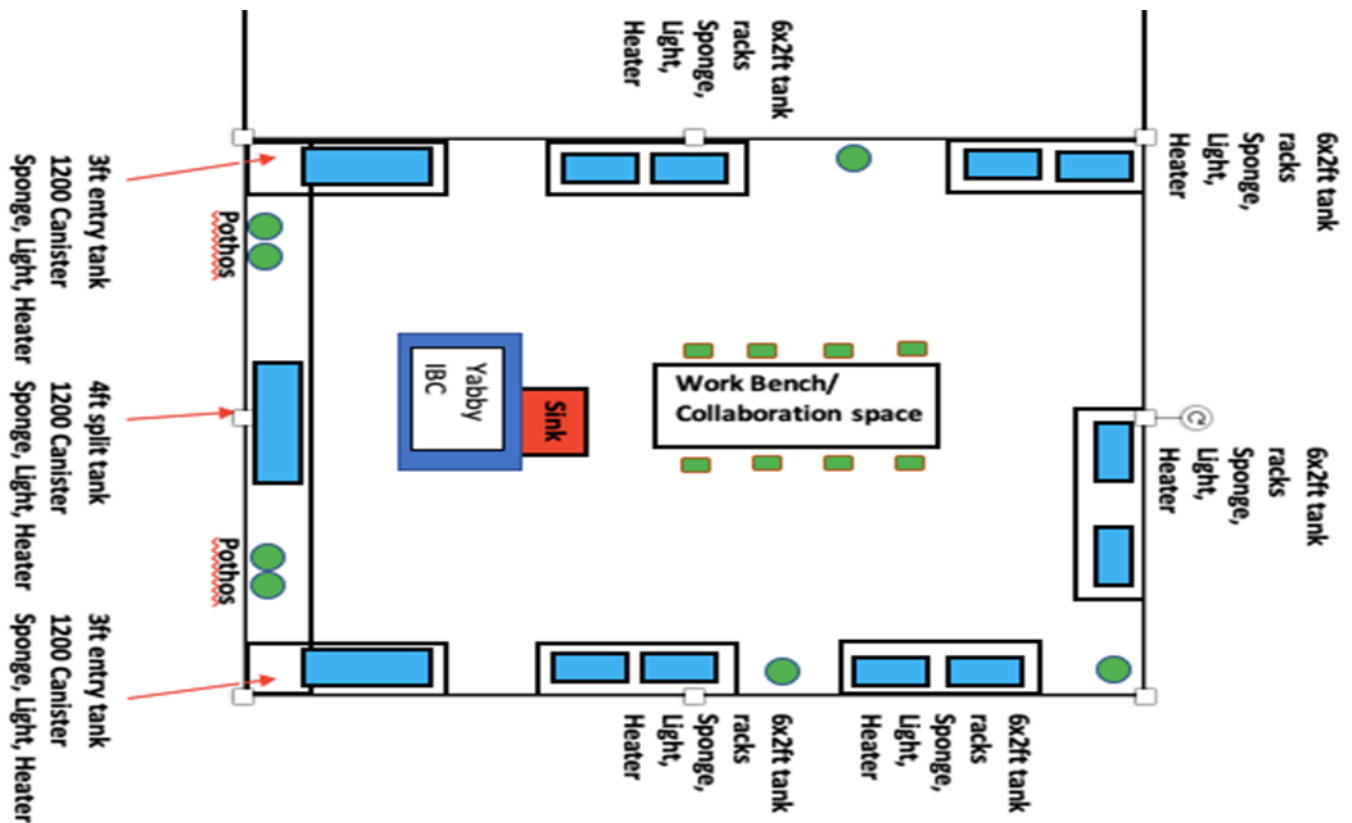 6x2ft tank
racks
Sponge,
Light,
Heater
6x2ft tank
racks
Sponge,
Light,
Heater
3ft entry tank
1200 Canister
Sponge, Light, Heater
Pothos
Yabby
IBC
Sink
Work Bench/
Collaboration space
4ft split tank
1200 Canister
Sponge, Light, Heater
6x2ft tank
racks
Sponge,
Light,
Heater
Pothos
3ft entry tank
1200 Canister
Sponge, Light, Heater
6x2ft tank
racks
Sponge,
Light,
Heater
6x2ft tank
racks
Sponge,
Light,
Heater